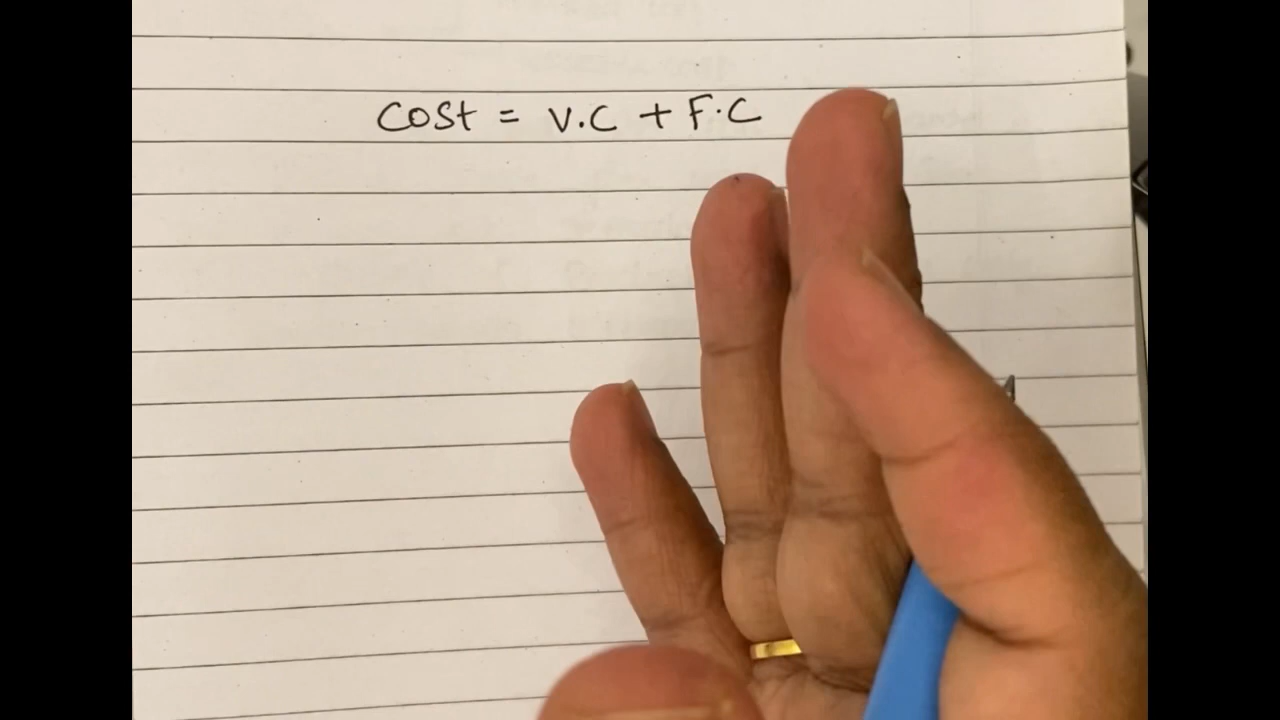 Cost = V.C + F.C